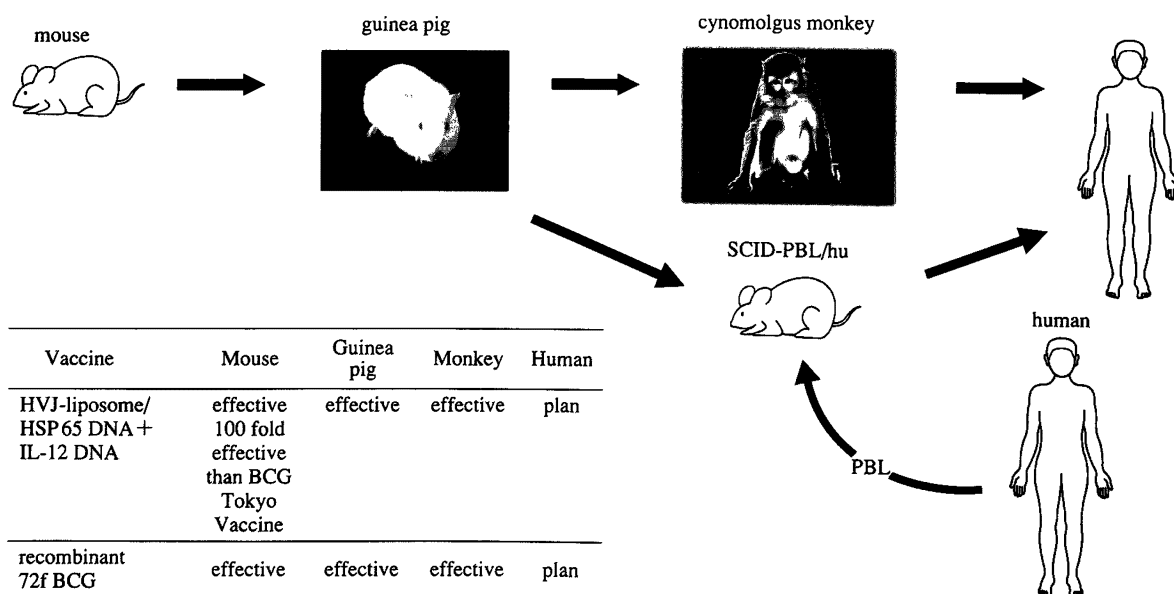 mouse
guinea pig
cynomolgus monkey
SCID-PBL/hu
human
PBL
Vaccine Mouse Guinea pig Monkey Human
HVJ-liposome/ effective effective effective plan
HSP 65 DNA+ 100 fold
IL-12 DNA effective
than BCG
Tokyo
Vaccine
recombinant
72f BCG effective effective effective plan